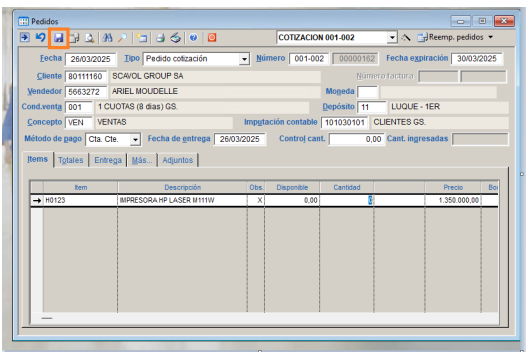 Pedidos
COTIZACION 001-002 Reemp. pedidos
Fecha 26/03/2025 Tipo Pedido cotización Número 001-002 00000162 Fecha expiración 30/03/2025
Cliente 80111160 SCAVOL GROUP SA Número factura
Vendedor 5663272 ARIEL MOUDELLE Moneda
Cond.venta 001 1 CUOTAS (8 dias) GS. Depósito 11 LUQUE - 1ER
Concepto VEN VENTAS Imputación contable 101030101 CLIENTES GS.
Método de pago Cta. Cte. Fecha de entrega 26/03/2025 Control cant. 0,00 Cant. ingresadas
Items Totales Entrega Más... Adjuntos
Item Descripción Obs. Disponible Cantidad Precio Bo
H0123 IMPRESORA HP LASER M111W X 0,00 0 1.350.000,00